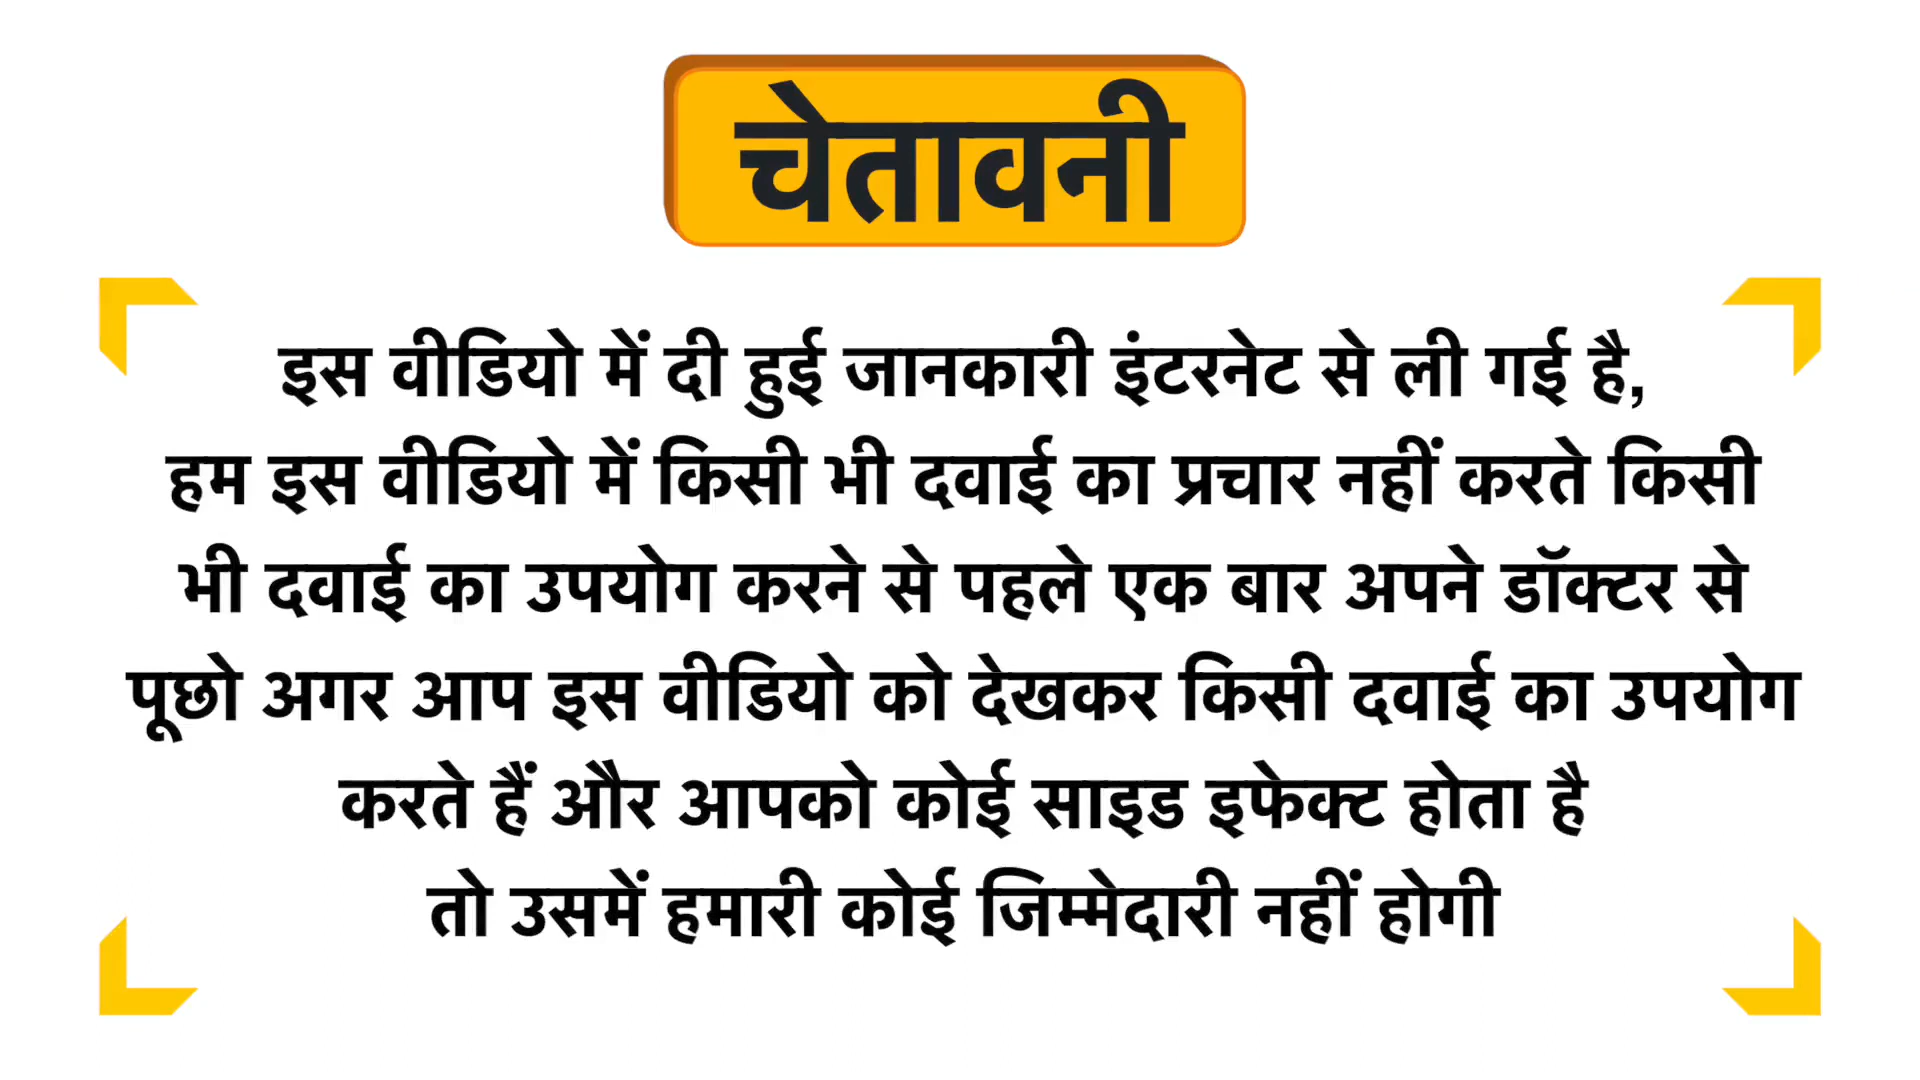 चेतावनी
इस वीडियो में दी हुई जानकारी इंटरनेट से ली गई है,
हम इस वीडियो में किसी भी दवाई का प्रचार नहीं करते किसी
भी दवाई का उपयोग करने से पहले एक बार अपने डॉक्टर से
पूछो अगर आप इस वीडियो को देखकर किसी दवाई का उपयोग
करते हैं और आपको कोई साइड इफेक्ट होता है
तो उसमें हमारी कोई जिम्मेदारी नहीं होगी